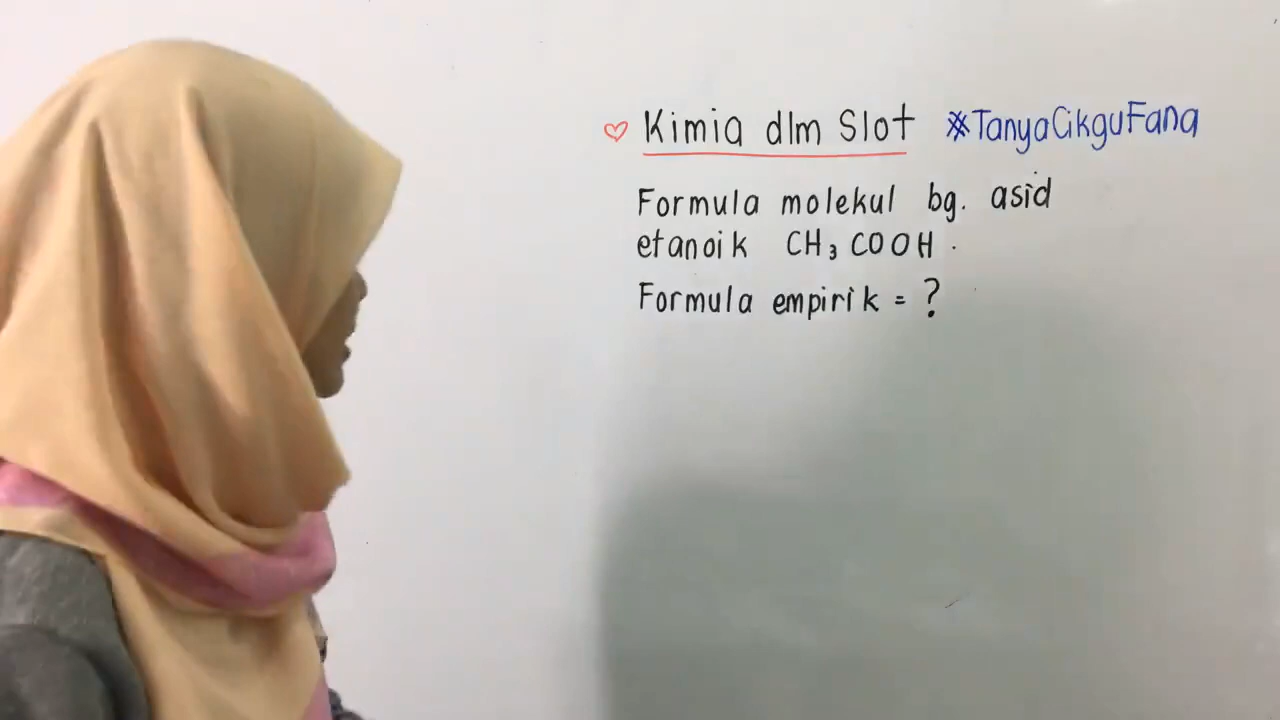 ♡ Kimia dlm Slot #TanyaCikguFana
Formula molekul bg. asid
etanoik CH₃COOH.
Formula empirik = ?